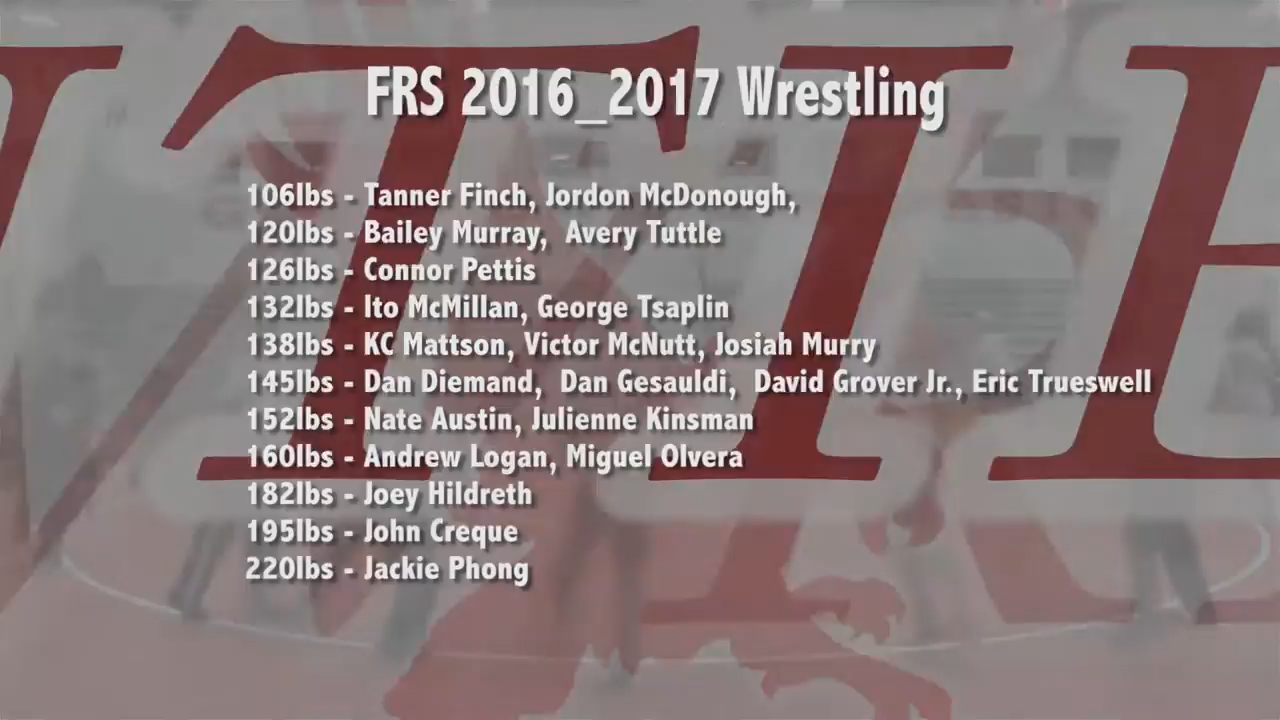 FRS 2016_2017 Wrestling
106lbs - Tanner Finch, Jordon McDonough,
120lbs - Bailey Murray,  Avery Tuttle
126lbs - Connor Pettis
132lbs - Ito McMillan, George Tsaplin
138lbs - KC Mattson, Victor McNutt, Josiah Murry
145lbs - Dan Diemand,  Dan Gesauldi,  David Grover Jr., Eric Trueswell
152lbs - Nate Austin, Julienne Kinsman
160lbs - Andrew Logan, Miguel Olvera
182lbs - Joey Hildreth
195lbs - John Creque
220lbs - Jackie Phong